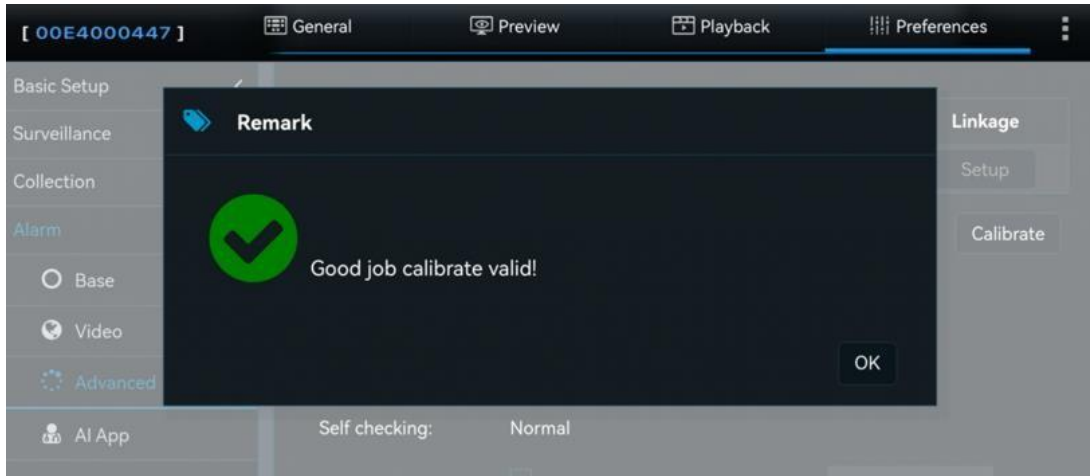 [ 00E4000447 ]
General
Preview
Playback
Preferences
Basic Setup
Surveillance
Collection
Alarm
Base
Video
Advanced
AI App
Remark
Good job calibrate valid!
OK
Linkage
Setup
Calibrate
Self checking: Normal